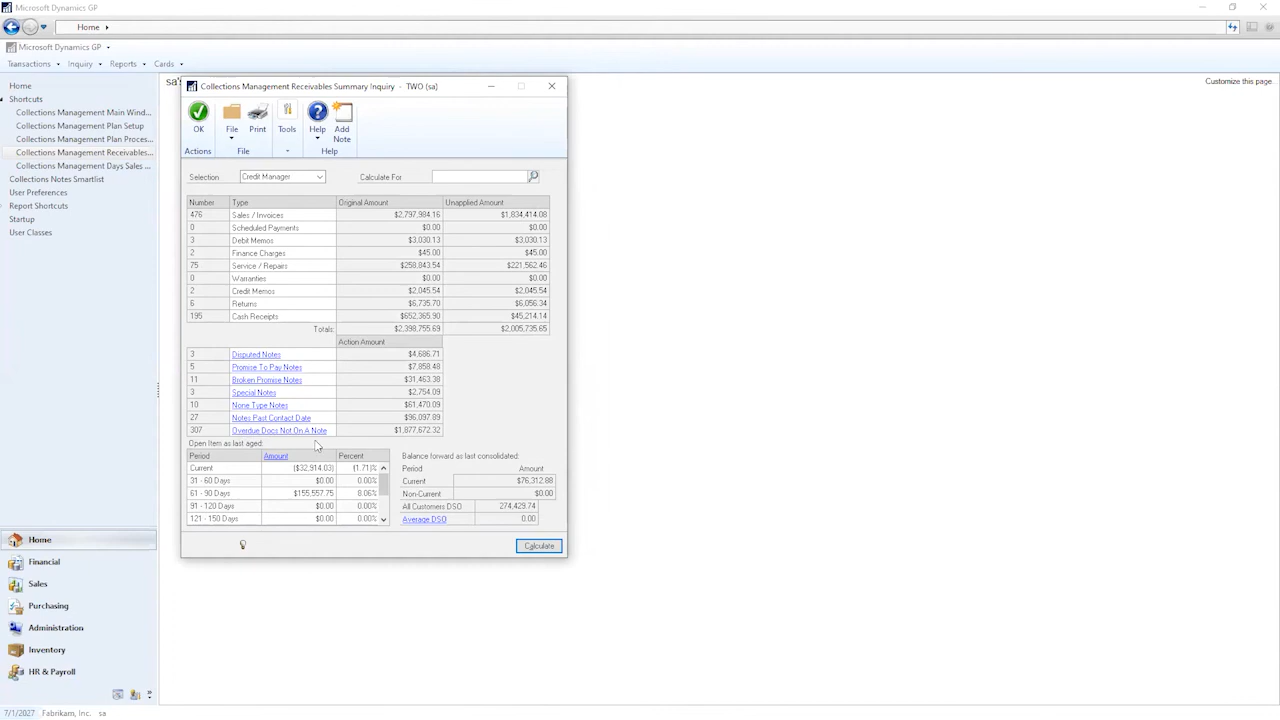 Microsoft Dynamics GP
Home
Microsoft Dynamics GP
Transactions Inquiry Reports Cards
Home
Shortcuts
Collections Management Main Wind...
Collections Management Plan Setup
Collections Management Plan Proces...
Collections Management Receivables...
Collections Management Days Sales ...
Collections Notes Smartlist
User Preferences
Report Shortcuts
Startup
User Classes
Home
Financial
Sales
Purchasing
Administration
Inventory
HR & Payroll
7/1/2027 Fabrikam, Inc. sa
sa's
Customize this page.
Collections Management Receivables Summary Inquiry - TWO (sa)
OK File Print Tools Help Add Note
Actions File Help
Selection Credit Manager Calculate For
Number Type Original Amount Unapplied Amount
476 Sales / Invoices $2,797,984.16 $1,834,414.08
0 Scheduled Payments $0.00 $0.00
3 Debit Memos $3,030.13 $3,030.13
2 Finance Charges $45.00 $45.00
75 Service / Repairs $258,843.54 $221,562.46
0 Warranties $0.00 $0.00
2 Credit Memos $2,045.54 $2,045.54
6 Returns $6,735.70 $6,056.34
195 Cash Receipts $652,365.90 $45,214.14
Totals: $2,398,755.69 $2,005,735.65
Action Amount
3 Disputed Notes $4,686.71
5 Promise To Pay Notes $7,858.48
11 Broken Promise Notes $31,463.38
3 Special Notes $2,754.09
10 None Type Notes $61,470.09
27 Notes Past Contact Date $96,097.89
307 Overdue Docs Not On A Note $1,877,672.32
Open Item as last aged:
Period Amount Percent
Current ($32,914.03) (1.71)%
31 - 60 Days $0.00 0.00%
61 - 90 Days $155,557.75 8.06%
91 - 120 Days $0.00 0.00%
121 - 150 Days $0.00 0.00%
Balance forward as last consolidated:
Period Amount
Current $76,312.88
Non-Current $0.00
All Customers DSO 274,429.74
Average DSO 0.00
Calculate